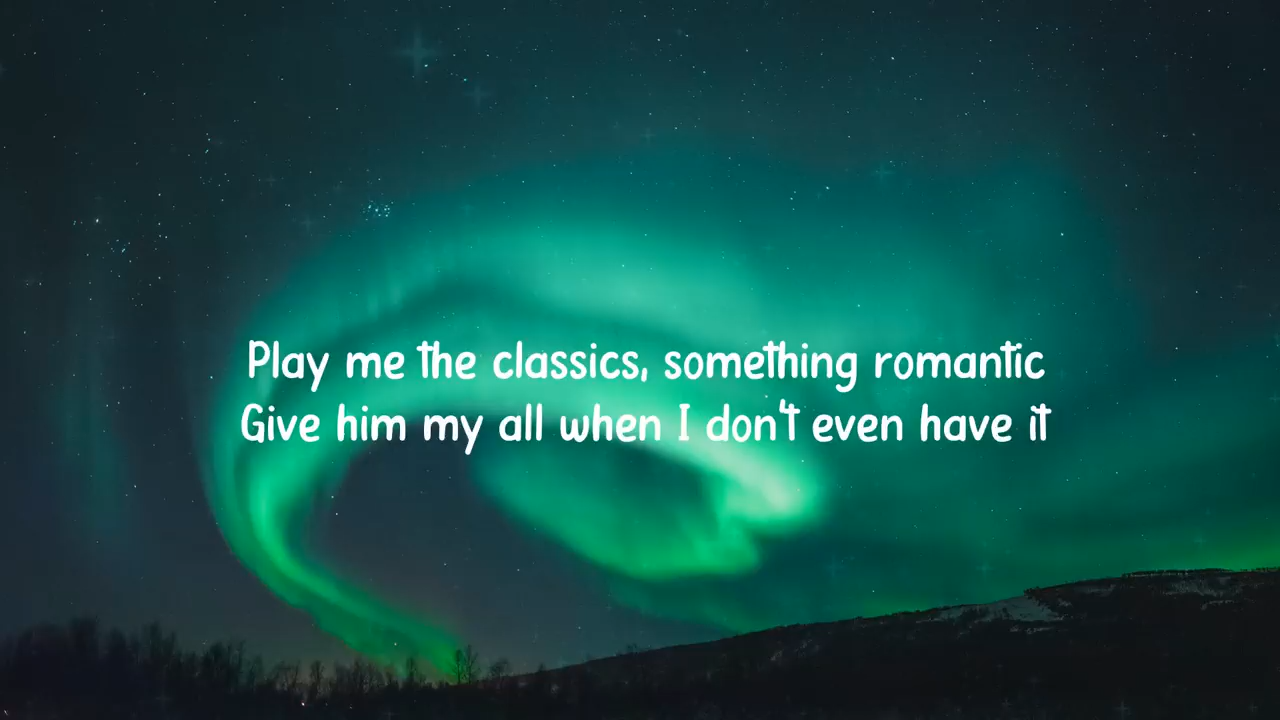 Play me the classics, something romantic
Give him my all when I don't even have it